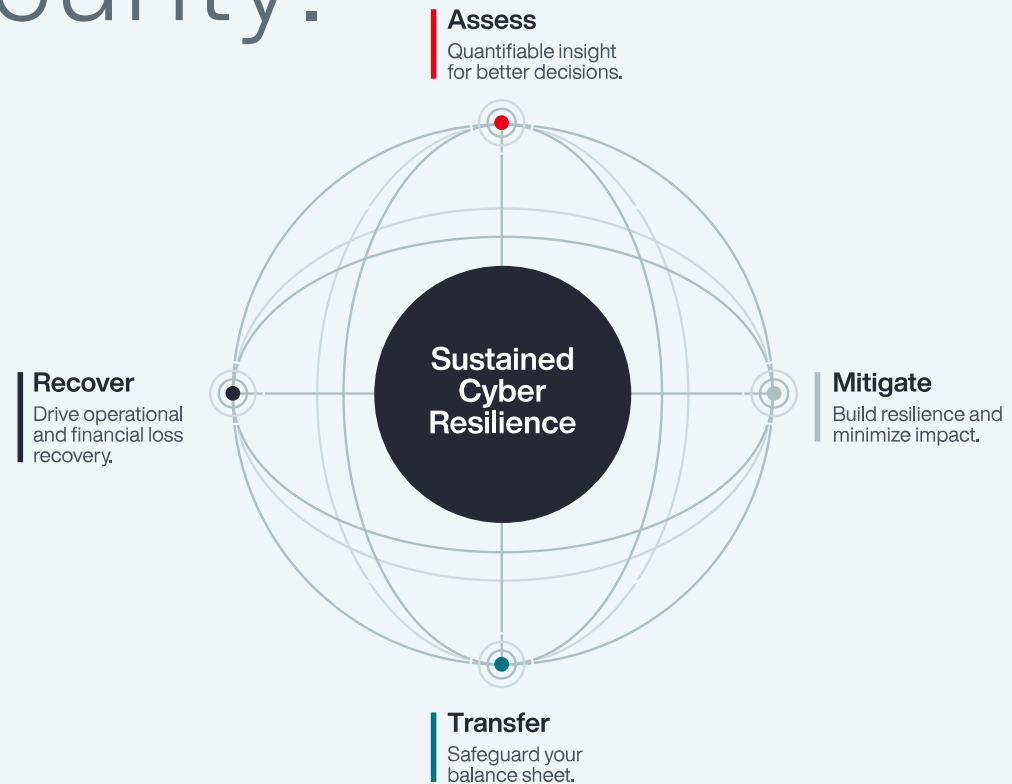 Assess
Quantifiable insight
for better decisions.
Sustained
Cyber
Resilience
Recover
Drive operational
and financial loss
recovery.
Mitigate
Build resilience and
minimize impact.
Transfer
Safeguard your
balance sheet.